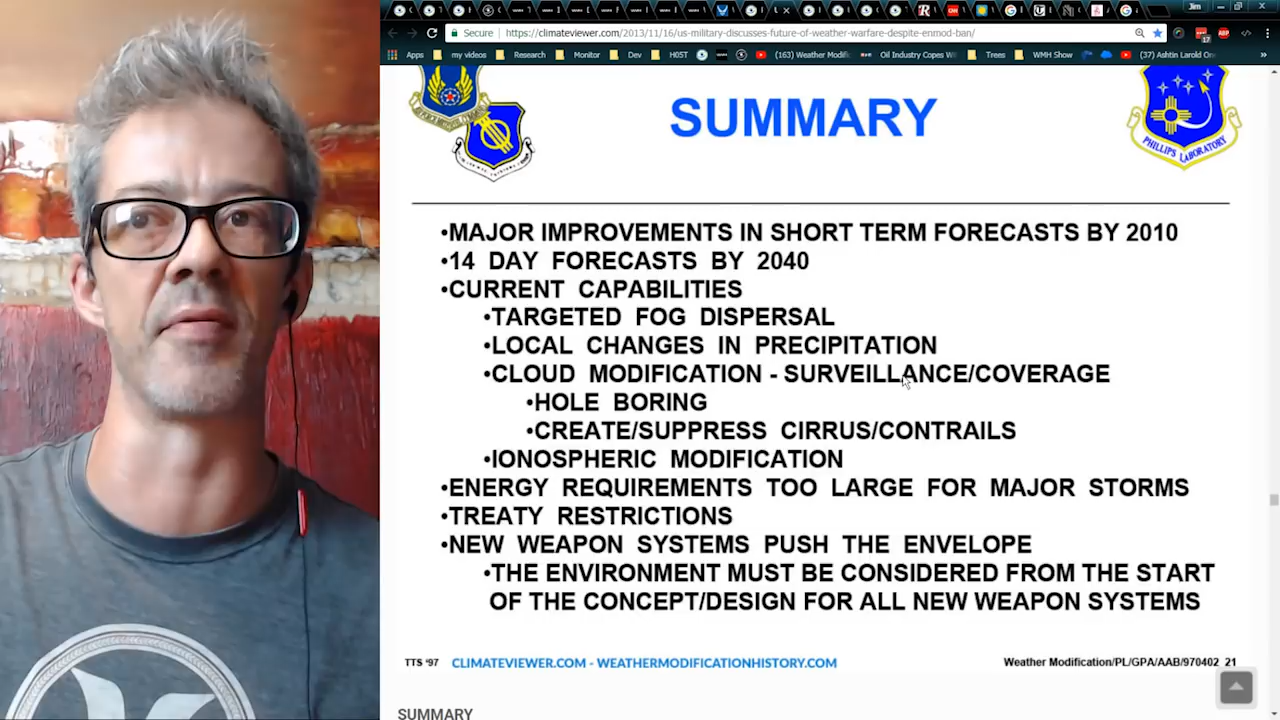 Jim
Secure
https://climateviewer.com/2013/11/16/us-military-discusses-future-of-weather-warfare-despite-enmod-ban/
17
ABP
Apps
my videos
Research
Monitor
Dev
H05T
(163) Weather Modifi
Oil Industry Copes W
Trees
WMH Show
(37) Ashtin Larold On
SUMMARY
PHILLIPS LABORATORY
•MAJOR IMPROVEMENTS IN SHORT TERM FORECASTS BY 2010
•14 DAY FORECASTS BY 2040
•CURRENT CAPABILITIES
•TARGETED FOG DISPERSAL
•LOCAL CHANGES IN PRECIPITATION
•CLOUD MODIFICATION - SURVEILLANCE/COVERAGE
•HOLE BORING
•CREATE/SUPPRESS CIRRUS/CONTRAILS
•IONOSPHERIC MODIFICATION
•ENERGY REQUIREMENTS TOO LARGE FOR MAJOR STORMS
•TREATY RESTRICTIONS
•NEW WEAPON SYSTEMS PUSH THE ENVELOPE
•THE ENVIRONMENT MUST BE CONSIDERED FROM THE START
OF THE CONCEPT/DESIGN FOR ALL NEW WEAPON SYSTEMS
TTS '97 CLIMATEVIEWER.COM - WEATHERMODIFICATIONHISTORY.COM
Weather Modification/PL/GPA/AAB/970402_21
SUMMARY